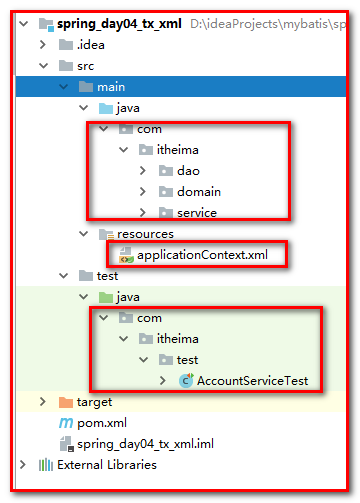 spring_day04_tx_xml D:\ideaProjects\mybatis\sp
.idea
src
main
java
com
itheima
dao
domain
service
resources
applicationContext.xml
test
java
com
itheima
test
AccountServiceTest
target
pom.xml
spring_day04_tx_xml.iml
External Libraries